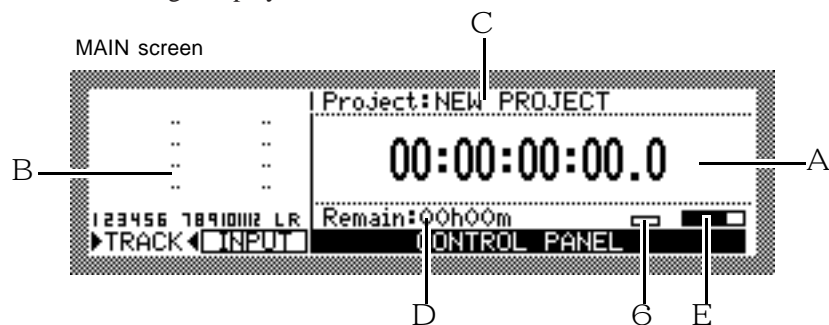 C
MAIN screen
Project:NEW PROJECT
B
00:00:00:00.0
A
123456 789101112 LR
Remain:00h00m
TRACK INPUT
CONTROL PANEL
D 6 E